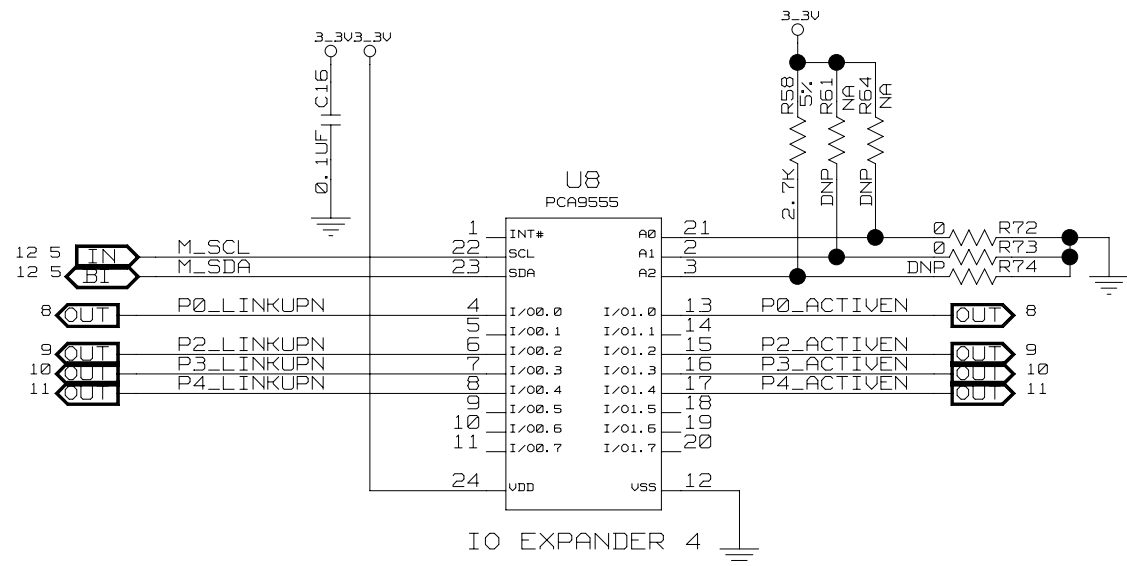 3_3V 3_3V
3_3V
C16
0.1UF
R58
5%
R61
NA
R64
NA
2.7K
DNP
DNP
U8
PCA9555
1 INT# A0 21 0 R72
12 5 IN M_SCL 22 SCL A1 2 0 R73
12 5 BI M_SDA 23 SDA A2 3 DNP R74
8 OUT P0_LINKUPN 4 I/O0.0 I/O1.0 13 P0_ACTIVEN OUT 8
5 I/O0.1 I/O1.1 14
9 OUT P2_LINKUPN 6 I/O0.2 I/O1.2 15 P2_ACTIVEN OUT 9
10 OUT P3_LINKUPN 7 I/O0.3 I/O1.3 16 P3_ACTIVEN OUT 10
11 OUT P4_LINKUPN 8 I/O0.4 I/O1.4 17 P4_ACTIVEN OUT 11
9 I/O0.5 I/O1.5 18
10 I/O0.6 I/O1.6 19
11 I/O0.7 I/O1.7 20
24 VDD VSS 12
IO EXPANDER 4